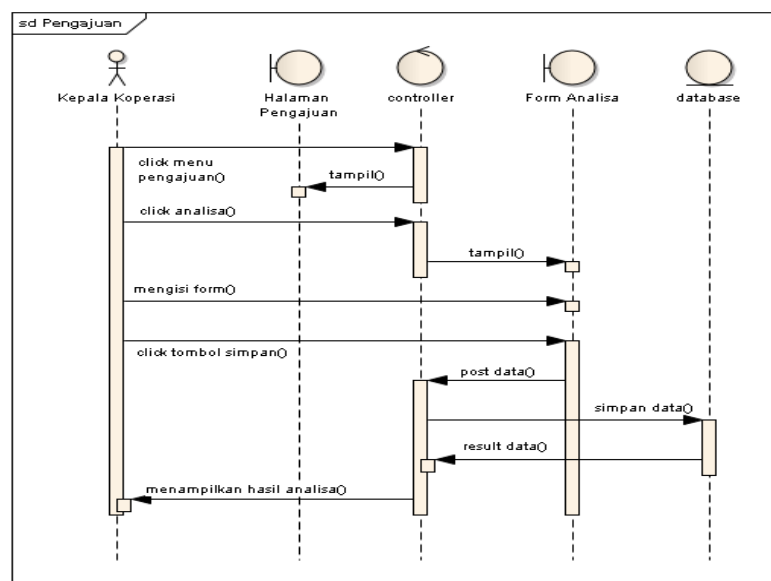 sd Pengajuan
Kepala Koperasi
Halaman
Pengajuan
controller
Form Analisa
database
click menu
pengajuan()
tampil()
click analisa()
tampil()
mengisi form()
click tombol simpan()
post data()
simpan data()
result data()
menampilkan hasil analisa()